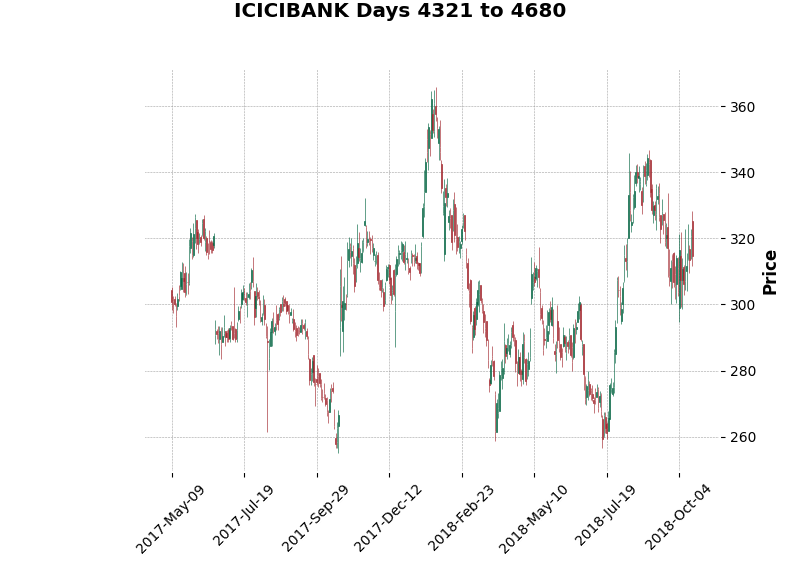 ICICIBANK Days 4321 to 4680
360
340
320
300
280
260
Price
2017-May-09
2017-Jul-19
2017-Sep-29
2017-Dec-12
2018-Feb-23
2018-May-10
2018-Jul-19
2018-Oct-04